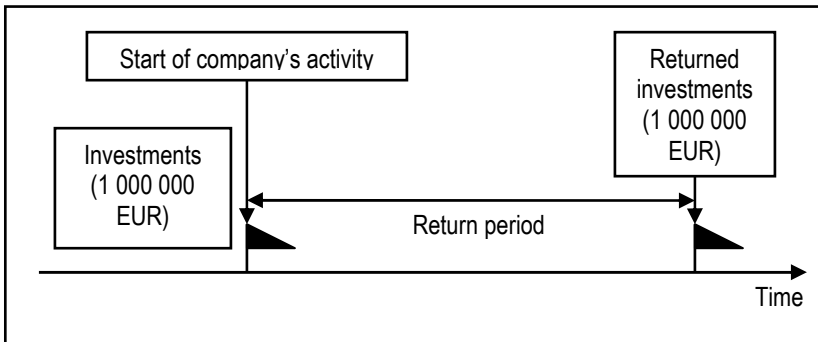 Start of company’s activity
Returned
investments
(1 000 000
EUR)
Investments
(1 000 000
EUR)
Return period
Time